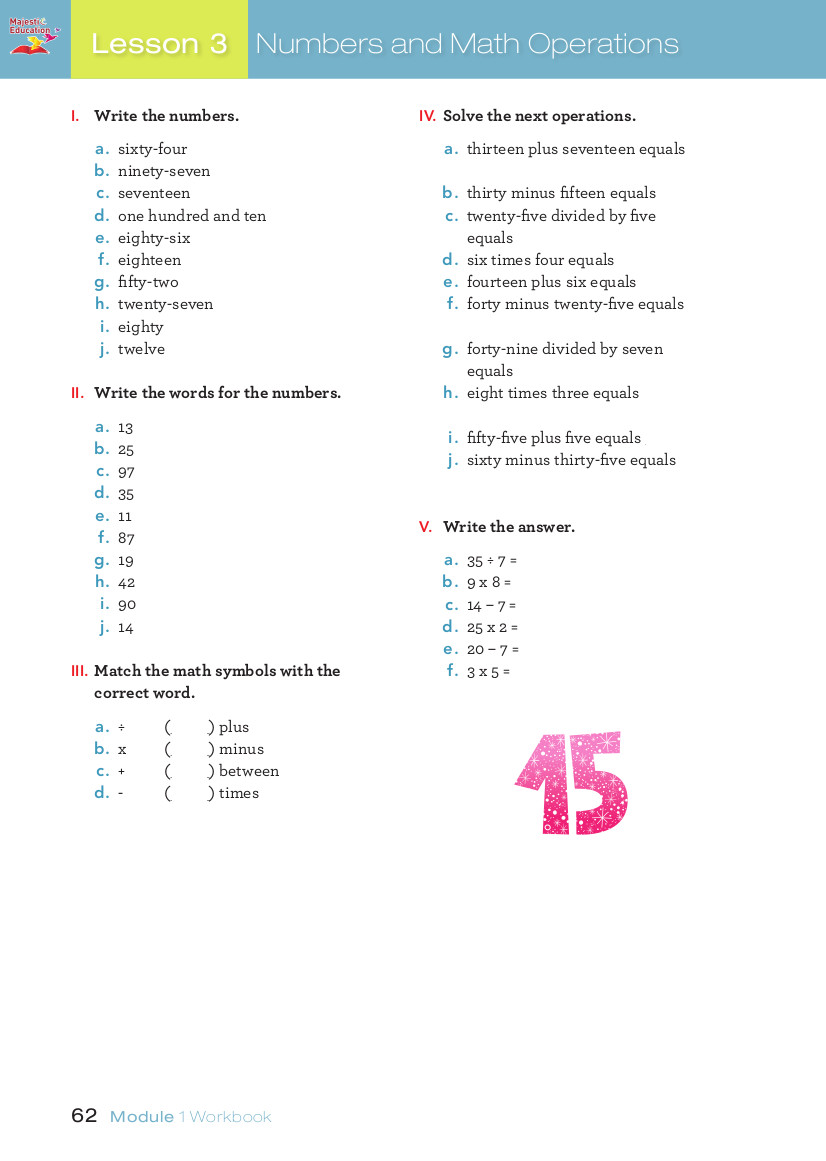 Majestic
Education
Lesson 3 Numbers and Math Operations
I. Write the numbers.
a. sixty-four
b. ninety-seven
c. seventeen
d. one hundred and ten
e. eighty-six
f. eighteen
g. fifty-two
h. twenty-seven
i. eighty
j. twelve
II. Write the words for the numbers.
a. 13
b. 25
c. 97
d. 35
e. 11
f. 87
g. 19
h. 42
i. 90
j. 14
III. Match the math symbols with the
correct word.
a. ÷ ( ) plus
b. x ( ) minus
c. + ( ) between
d. - ( ) times
IV. Solve the next operations.
a. thirteen plus seventeen equals
b. thirty minus fifteen equals
c. twenty-five divided by five
equals
d. six times four equals
e. fourteen plus six equals
f. forty minus twenty-five equals
g. forty-nine divided by seven
equals
h. eight times three equals
i. fifty-five plus five equals
j. sixty minus thirty-five equals
V. Write the answer.
a. 35 ÷ 7 =
b. 9 x 8 =
c. 14 – 7 =
d. 25 x 2 =
e. 20 – 7 =
f. 3 x 5 =
15
62 Module 1 Workbook